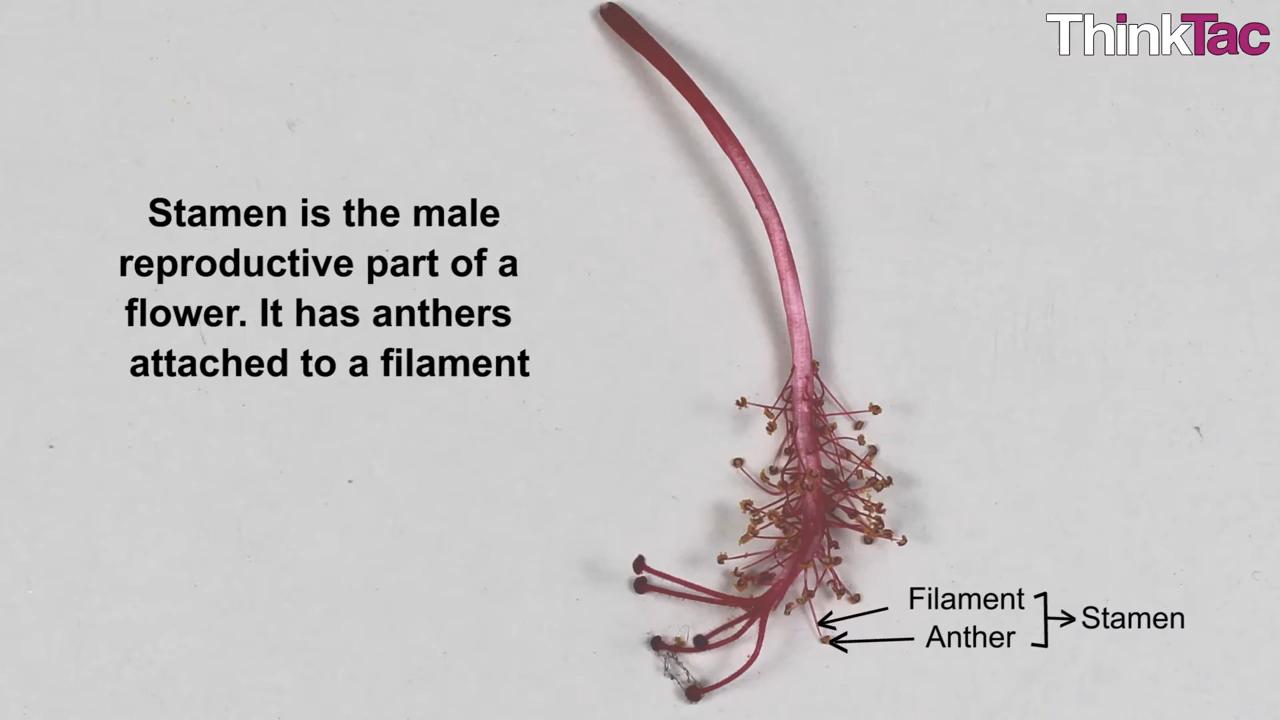 ThinkTac
Stamen is the male
reproductive part of a
flower. It has anthers
attached to a filament
Filament
Anther
Stamen